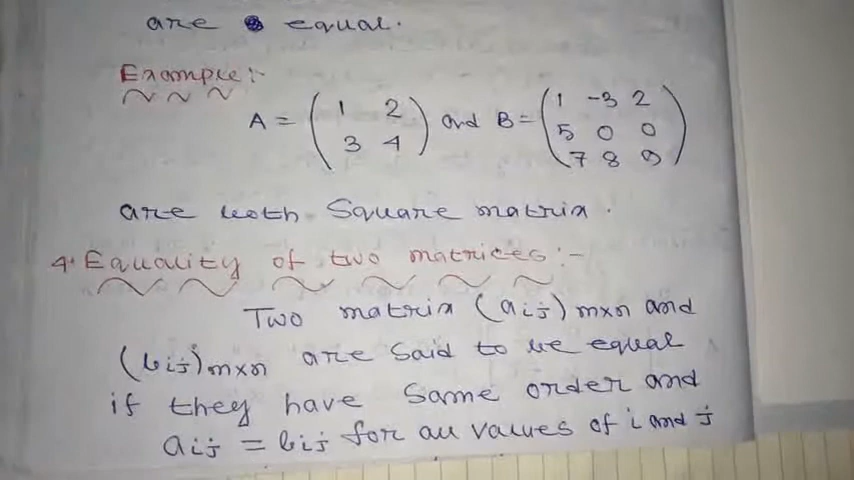 are equal.
Example:-
A = ( 1 2 3 4 ) and B = ( 1 -3 2 5 0 0 7 8 9 )
are both Square matrix.
4. Equality of two matrices:-
Two matrix (aij) mxn and
(bij) mxn are said to be equal
if they have same order and
aij = bij for all values of i and j